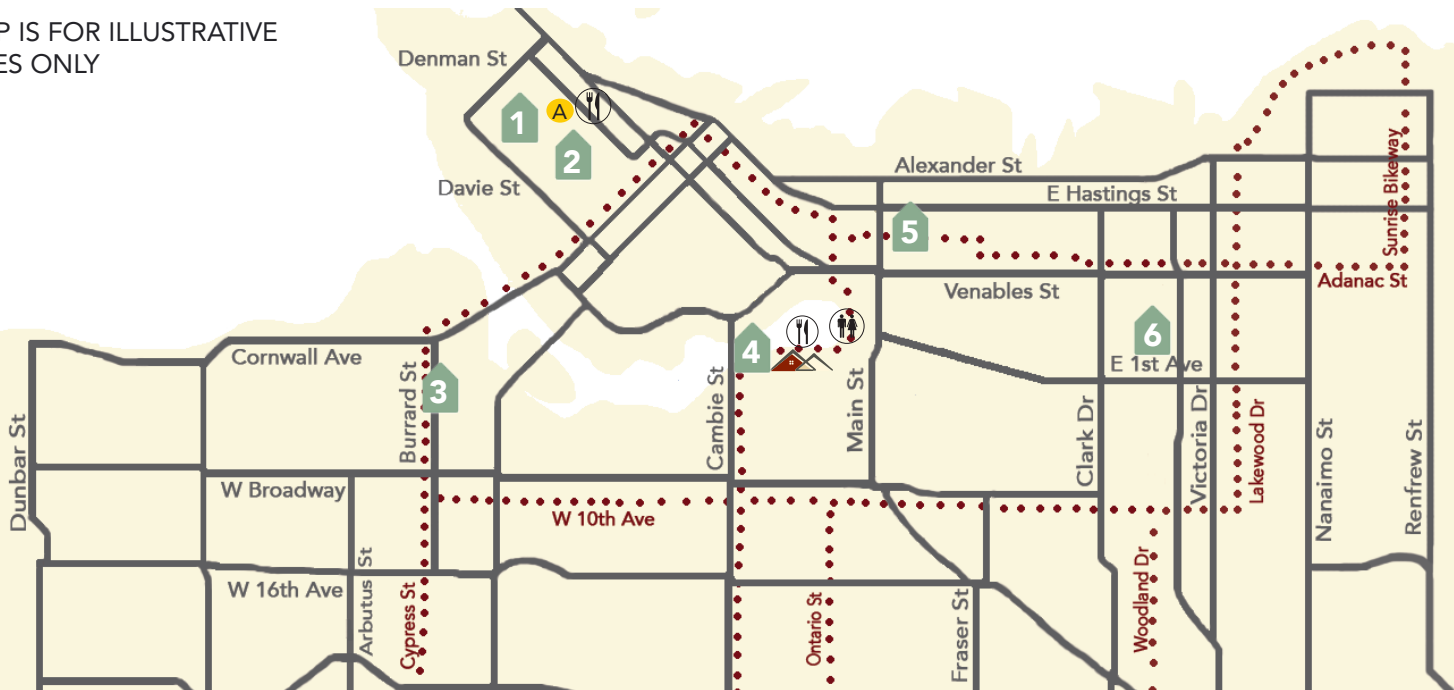 P IS FOR ILLUSTRATIVE
ES ONLY
Denman St
1
A
2
Davie St
Alexander St
E Hastings St
5
Sunrise Bikeway
Adanac St
Venables St
6
E 1st Ave
4
Cornwall Ave
3
Burrard St
Cambie St
Main St
Clark Dr
Victoria Dr
Lakewood Dr
Nanaimo St
Renfrew St
Dunbar St
W Broadway
W 10th Ave
W 16th Ave
Arbutus St
Cypress St
Ontario St
Fraser St
Woodland Dr